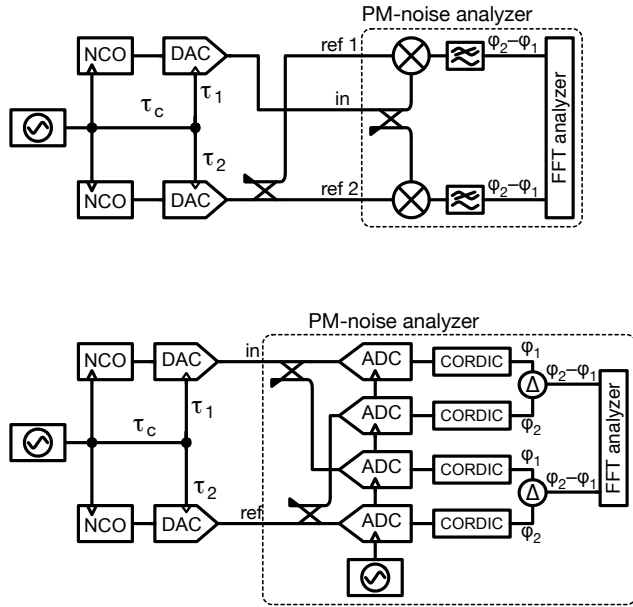 PM-noise analyzer
NCO
DAC
ref 1
φ₂–φ₁
τ₁
in
τc
FFT analyzer
τ₂
NCO
DAC
ref 2
φ₂–φ₁
PM-noise analyzer
in
ADC
CORDIC
φ₁
NCO
DAC
Δ
φ₂–φ₁
τ₁
ADC
CORDIC
φ₂
τc
FFT analyzer
ADC
CORDIC
φ₁
τ₂
Δ
φ₂–φ₁
NCO
DAC
ref
ADC
CORDIC
φ₂